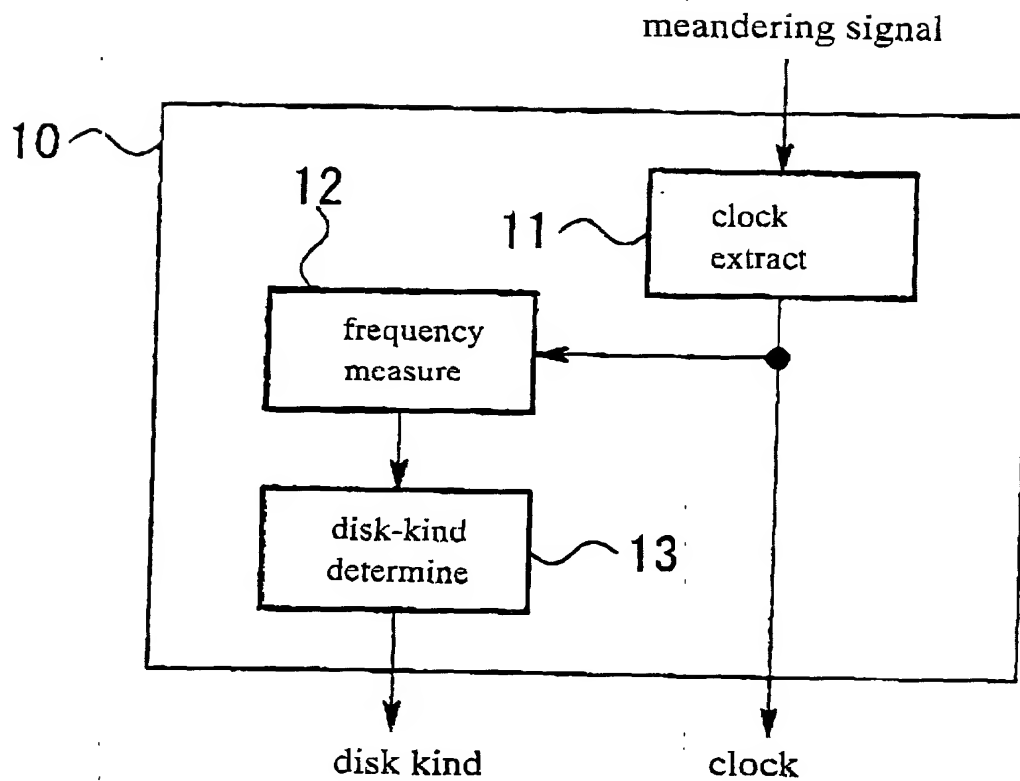 meandering signal
10
12
11
clock
extract
frequency
measure
disk-kind
determine
13
disk kind
clock